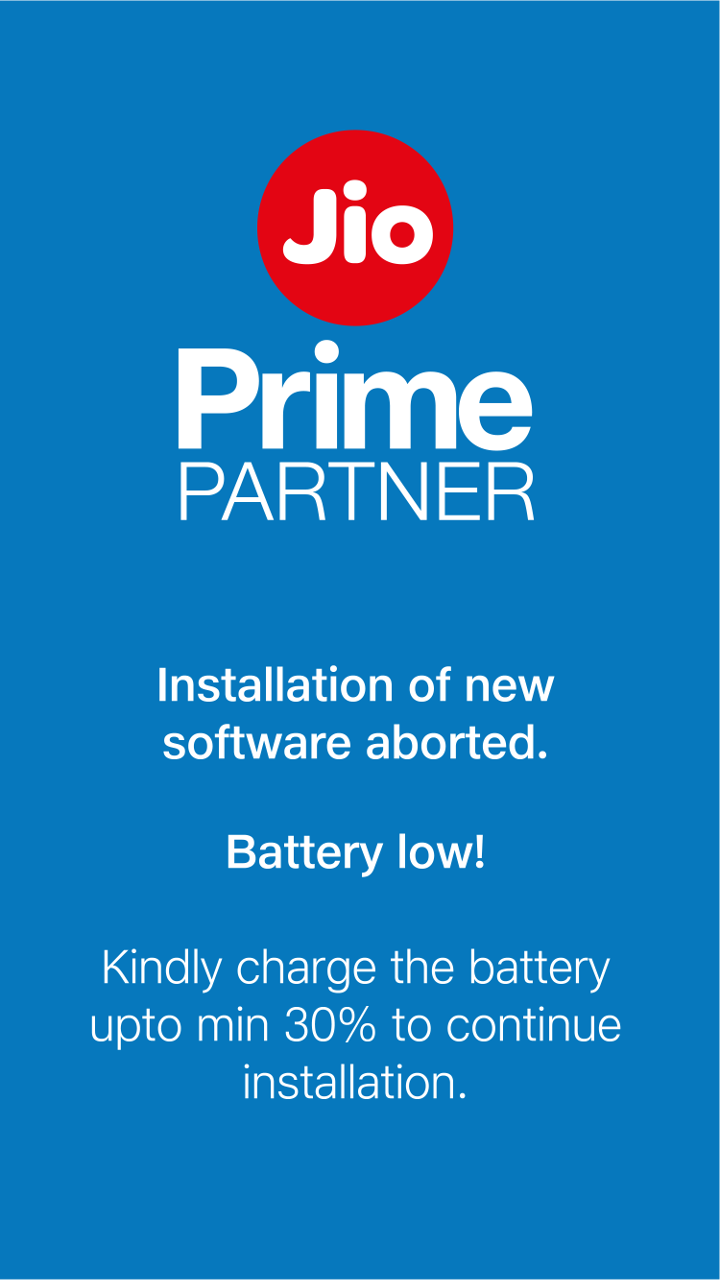 Jio
Prime
PARTNER
Installation of new
software aborted.
Battery low!
Kindly charge the battery
upto min 30% to continue
installation.